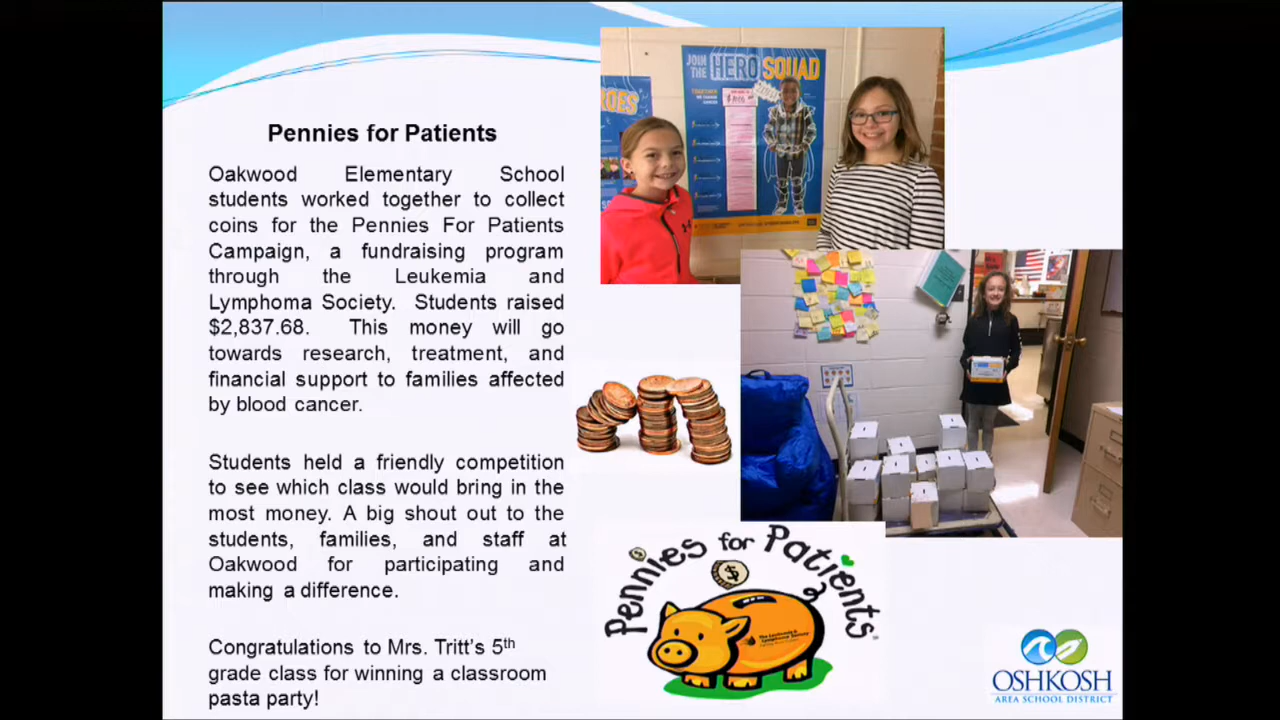 Pennies for Patients
Oakwood Elementary School
students worked together to collect
coins for the Pennies For Patients
Campaign, a fundraising program
through the Leukemia and
Lymphoma Society. Students raised
$2,837.68. This money will go
towards research, treatment, and
financial support to families affected
by blood cancer.
Students held a friendly competition
to see which class would bring in the
most money. A big shout out to the
students, families, and staff at
Oakwood for participating and
making a difference.
Congratulations to Mrs. Tritt's 5th
grade class for winning a classroom
pasta party!
JOIN
THE HERO SQUAD
TOGETHER
Pennies for Patients
$
The Leukemia &
Lymphoma Society
OSHKOSH
AREA SCHOOL DISTRICT